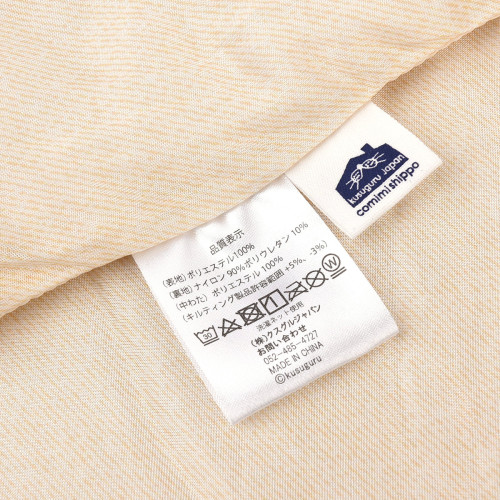 品質表示
(表地)ポリエステル100%
(裏地)ナイロン90%ポリウレタン10%
(中わた) ポリエステル100%
(キルティング製品許容範囲+5%、-3%)
30 W
洗濯ネット使用
(株)クスグルジャパン
お問い合わせ
052-485-4727
MADE IN CHINA
©kusuguru
kusuguru japan
comimishippo